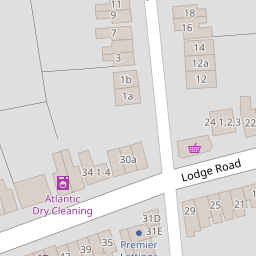 11
9
18
16
7
14
3
12a
1b
12
1a
24 1,2,3
22
30a
34 1-4
Lodge Road
Atlantic
Dry Cleaning
31D
31E
29
25
21
Premier
Lettings
39
35